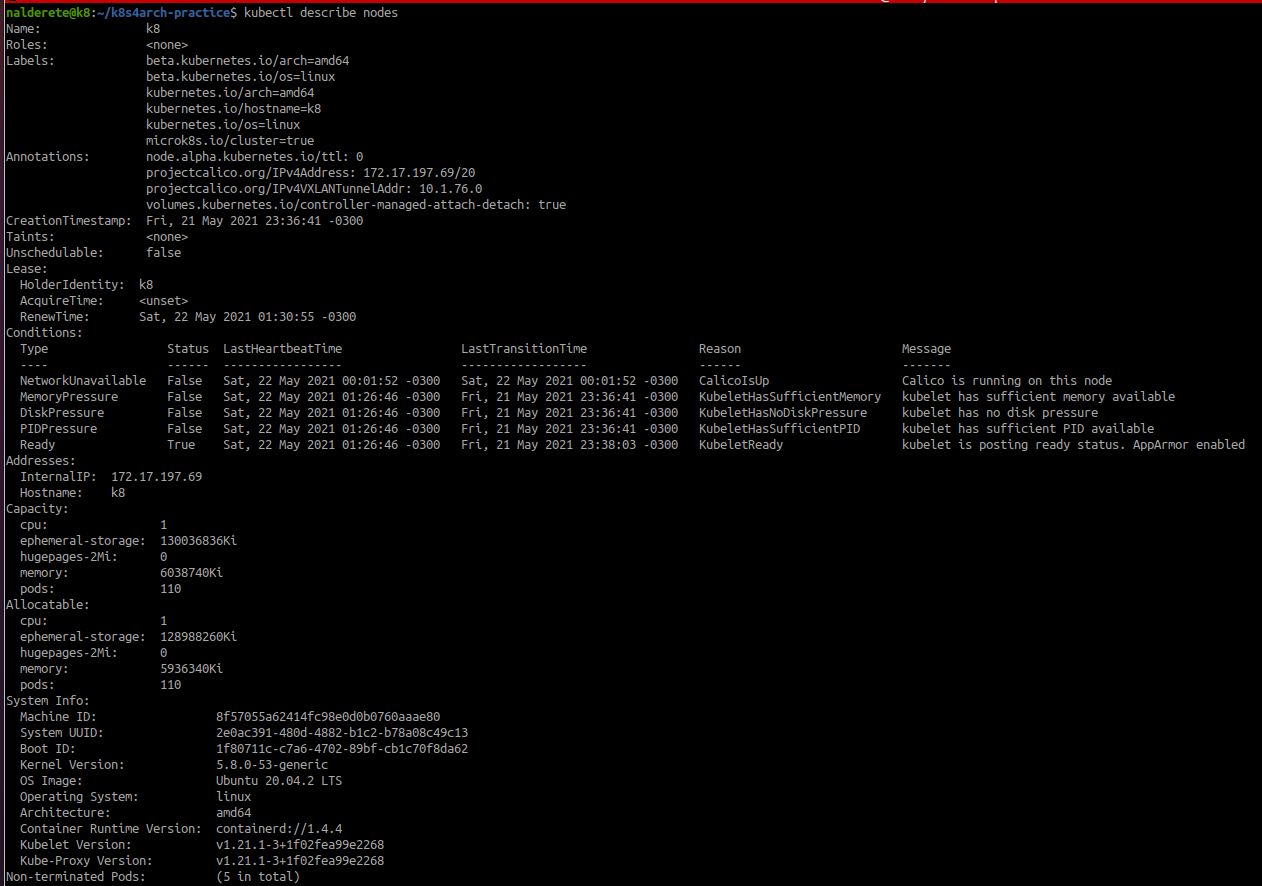 nalderete@k8:~/k8s4arch-practice$ kubectl describe nodes
Name:               k8
Roles:              <none>
Labels:             beta.kubernetes.io/arch=amd64
                    beta.kubernetes.io/os=linux
                    kubernetes.io/arch=amd64
                    kubernetes.io/hostname=k8
                    kubernetes.io/os=linux
                    microk8s.io/cluster=true
Annotations:        node.alpha.kubernetes.io/ttl: 0
                    projectcalico.org/IPv4Address: 172.17.197.69/20
                    projectcalico.org/IPv4VXLANTunnelAddr: 10.1.76.0
                    volumes.kubernetes.io/controller-managed-attach-detach: true
CreationTimestamp:  Fri, 21 May 2021 23:36:41 -0300
Taints:             <none>
Unschedulable:      false
Lease:
  HolderIdentity:  k8
  AcquireTime:     <unset>
  RenewTime:       Sat, 22 May 2021 01:30:55 -0300
Conditions:
  Type                 Status  LastHeartbeatTime                 LastTransitionTime                Reason                       Message
  ----                 ------  -----------------                 ------------------                ------                       -------
  NetworkUnavailable   False   Sat, 22 May 2021 00:01:52 -0300   Sat, 22 May 2021 00:01:52 -0300   CalicoIsUp                   Calico is running on this node
  MemoryPressure       False   Sat, 22 May 2021 01:26:46 -0300   Fri, 21 May 2021 23:36:41 -0300   KubeletHasSufficientMemory   kubelet has sufficient memory available
  DiskPressure         False   Sat, 22 May 2021 01:26:46 -0300   Fri, 21 May 2021 23:36:41 -0300   KubeletHasNoDiskPressure     kubelet has no disk pressure
  PIDPressure          False   Sat, 22 May 2021 01:26:46 -0300   Fri, 21 May 2021 23:36:41 -0300   KubeletHasSufficientPID      kubelet has sufficient PID available
  Ready                True    Sat, 22 May 2021 01:26:46 -0300   Fri, 21 May 2021 23:38:03 -0300   KubeletReady                 kubelet is posting ready status. AppArmor enabled
Addresses:
  InternalIP:  172.17.197.69
  Hostname:    k8
Capacity:
  cpu:                1
  ephemeral-storage:  130036836Ki
  hugepages-2Mi:      0
  memory:             6038740Ki
  pods:               110
Allocatable:
  cpu:                1
  ephemeral-storage:  128988260Ki
  hugepages-2Mi:      0
  memory:             5936340Ki
  pods:               110
System Info:
  Machine ID:                 8f57055a62414fc98e0d0b0760aaae80
  System UUID:                2e0ac391-480d-4882-b1c2-b78a08c49c13
  Boot ID:                    1f80711c-c7a6-4702-89bf-cb1c70f8da62
  Kernel Version:             5.8.0-53-generic
  OS Image:                   Ubuntu 20.04.2 LTS
  Operating System:           linux
  Architecture:               amd64
  Container Runtime Version:  containerd://1.4.4
  Kubelet Version:            v1.21.1-3+1f02fea99e2268
  Kube-Proxy Version:         v1.21.1-3+1f02fea99e2268
Non-terminated Pods:          (5 in total)